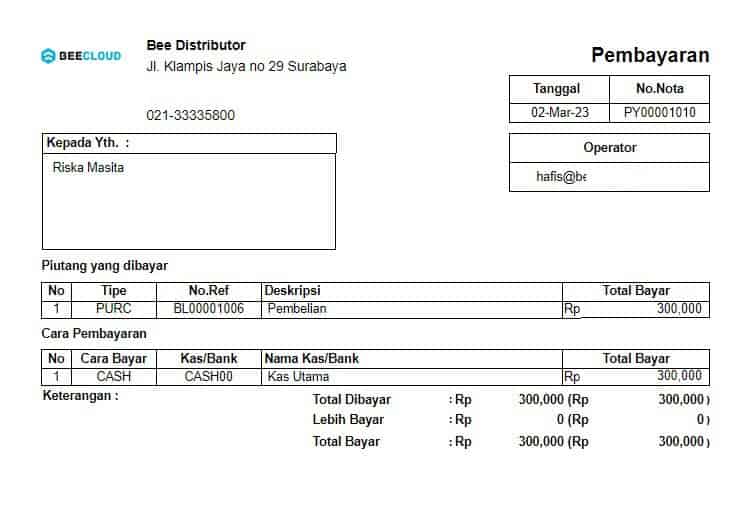 BEECLOUD
Bee Distributor
Jl. Klampis Jaya no 29 Surabaya
021-33335800
Pembayaran
Tanggal No.Nota
02-Mar-23 PY00001010
Kepada Yth. :
Riska Masita
Operator
hafis@be
Piutang yang dibayar
No Tipe No.Ref Deskripsi Total Bayar
1 PURC BL00001006 Pembelian Rp 300,000
Cara Pembayaran
No Cara Bayar Kas/Bank Nama Kas/Bank Total Bayar
1 CASH CASH00 Kas Utama Rp 300,000
Keterangan :
Total Dibayar : Rp 300,000 (Rp 300,000)
Lebih Bayar : Rp 0 (Rp 0)
Total Bayar : Rp 300,000 (Rp 300,000)